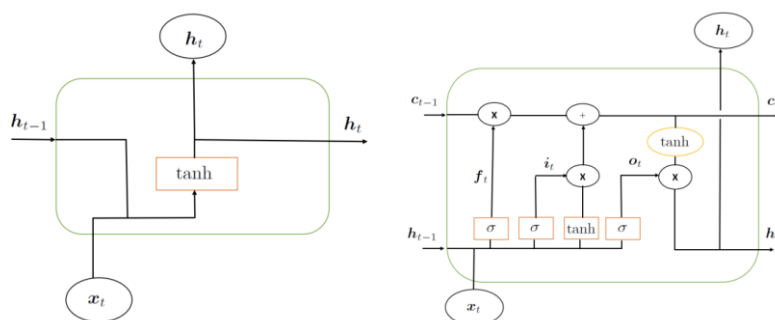 h_t
h_{t-1}
h_t
tanh
x_t
h_t
c_{t-1}
c
x
+
tanh
f_t
i_t
x
o_t
x
h_{t-1}
σ
σ
tanh
σ
h
x_t